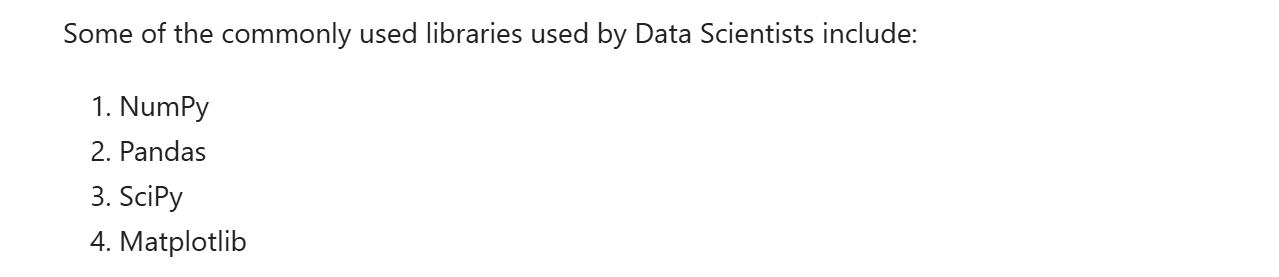 Some of the commonly used libraries used by Data Scientists include:
1. NumPy
2. Pandas
3. SciPy
4. Matplotlib